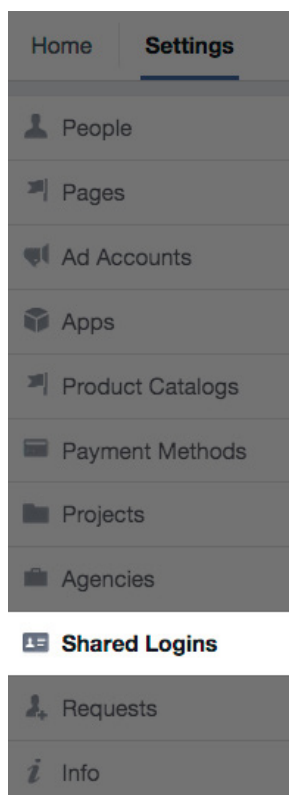 Home Settings
People
Pages
Ad Accounts
Apps
Product Catalogs
Payment Methods
Projects
Agencies
Shared Logins
Requests
Info